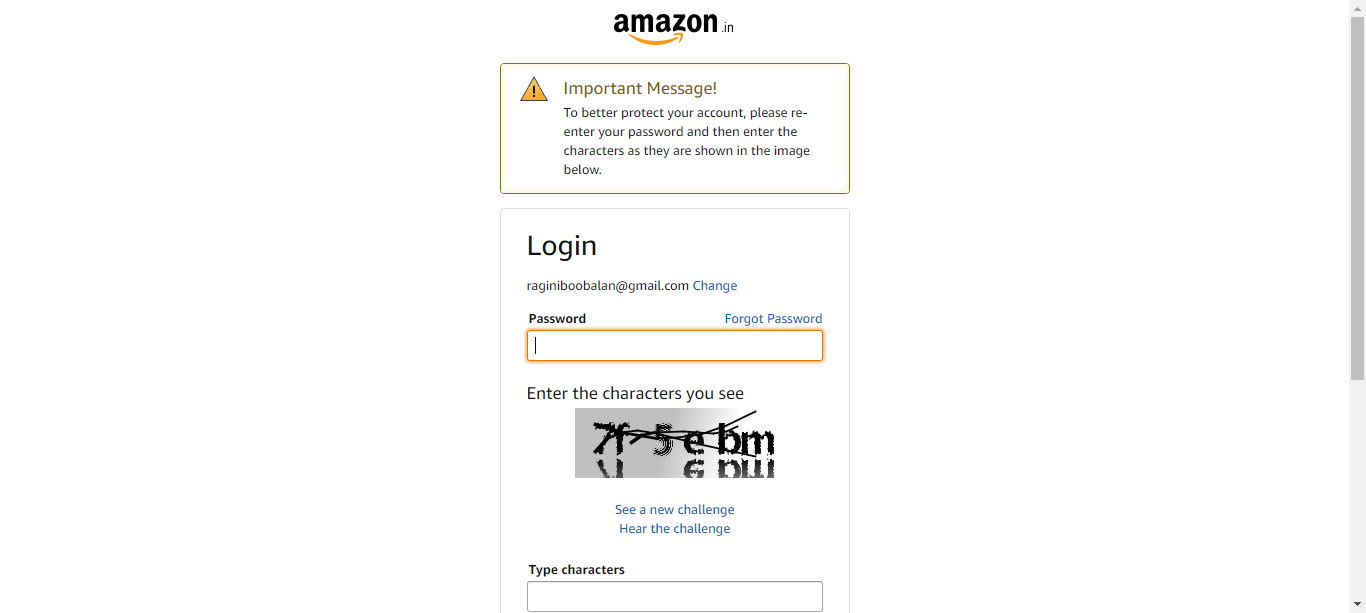 amazon.in
Important Message!
To better protect your account, please re-
enter your password and then enter the
characters as they are shown in the image
below.
Login
raginiboobalan@gmail.com Change
Password Forgot Password
Enter the characters you see
See a new challenge
Hear the challenge
Type characters